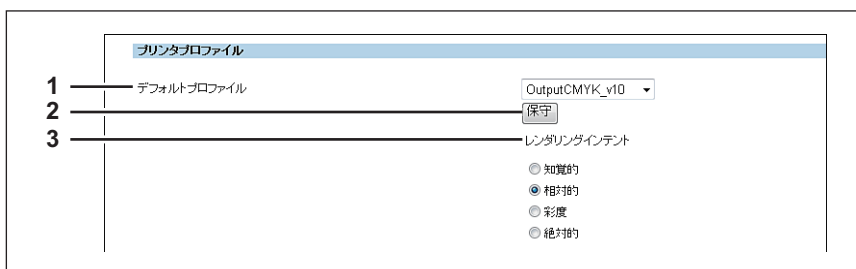 プリンタプロファイル
1 デフォルトプロファイル OutputCMYK_v10
2 保守
3 レンダリングインテント
知覚的
相対的
彩度
絶対的